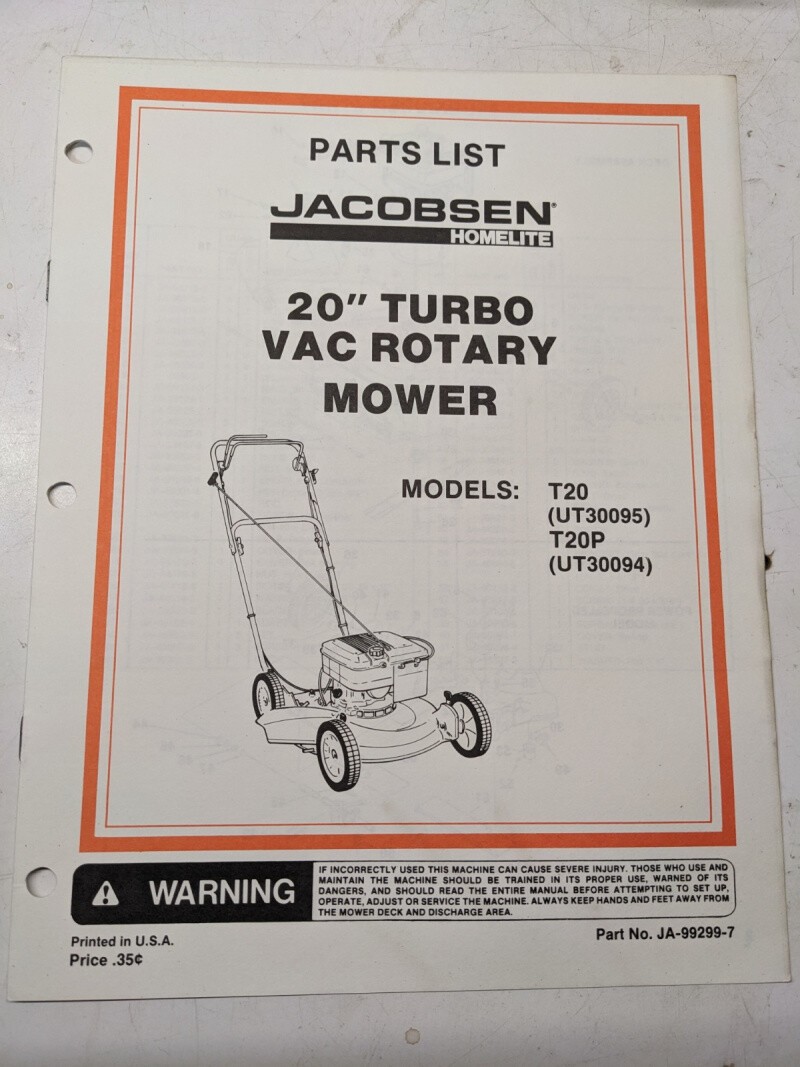 PARTS LIST
JACOBSEN®
HOMELITE
20" TURBO
VAC ROTARY
MOWER
MODELS: T20
(UT30095)
T20P
(UT30094)
WARNING
IF INCORRECTLY USED THIS MACHINE CAN CAUSE SEVERE INJURY. THOSE WHO USE AND
MAINTAIN THE MACHINE SHOULD BE TRAINED IN ITS PROPER USE, WARNED OF ITS
DANGERS, AND SHOULD READ THE ENTIRE MANUAL BEFORE ATTEMPTING TO SET UP,
OPERATE, ADJUST OR SERVICE THE MACHINE. ALWAYS KEEP HANDS AND FEET AWAY FROM
THE MOWER DECK AND DISCHARGE AREA.
Printed in U.S.A.
Price .35¢
Part No. JA-99299-7